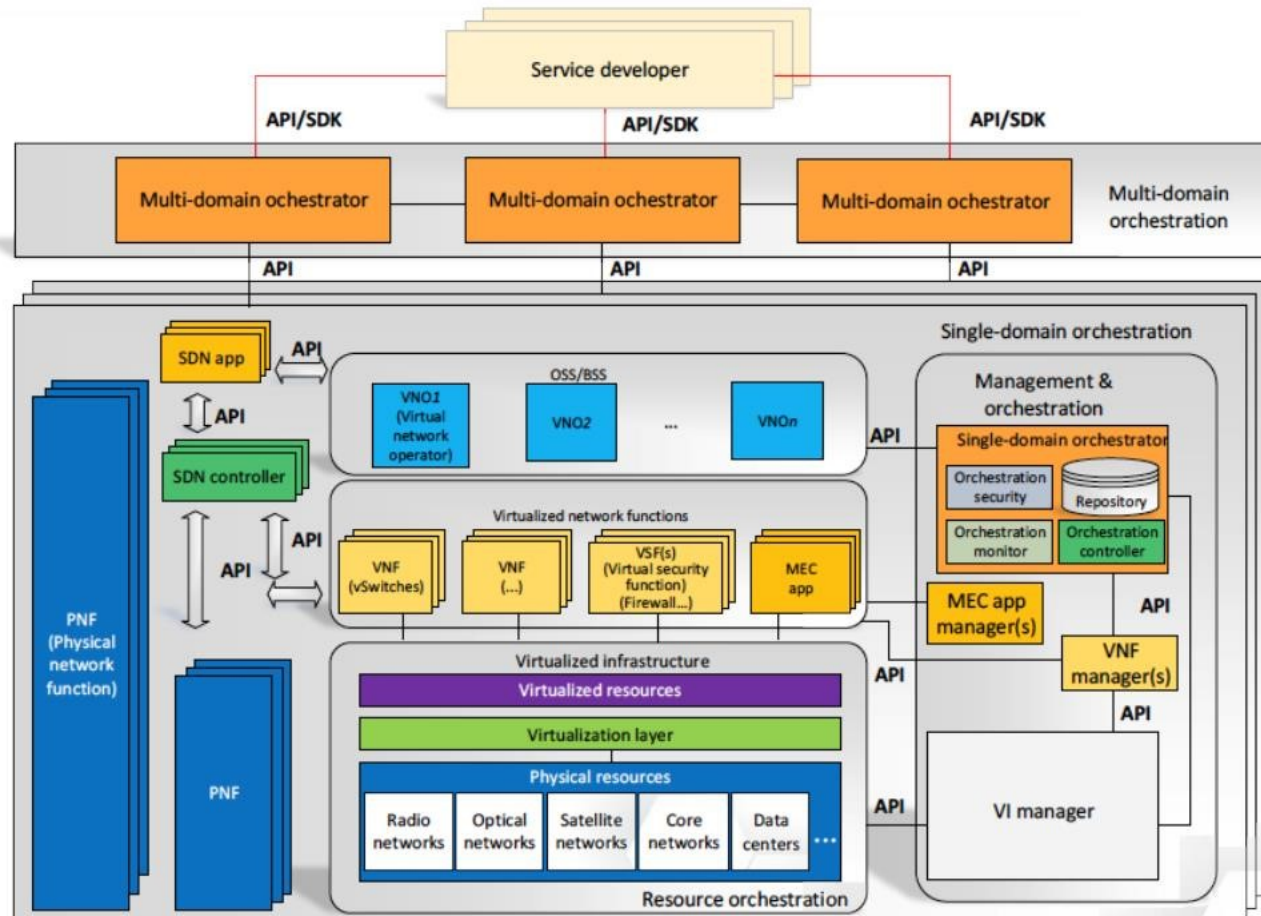 Service developer
API/SDK
API/SDK
API/SDK
Multi-domain ochestrator
Multi-domain ochestrator
Multi-domain ochestrator
Multi-domain
orchestration
API
API
API
Single-domain orchestration
SDN app
API
API
SDN controller
API
API
PNF
(Physical
network
function)
PNF
OSS/BSS
VNO1
(Virtual
network
operator)
VNO2
...
VNOn
API
Virtualized network functions
VNF
(vSwitches)
VNF
(...)
VSF(s)
(Virtual security
function)
(Firewall...)
MEC
app
Virtualized infrastructure
Virtualized resources
Virtualization layer
Physical resources
Radio
networks
Optical
networks
Satellite
networks
Core
networks
Data
centers
...
Resource orchestration
API
API
Management &
orchestration
Single-domain orchestrator
Orchestration
security
Repository
Orchestration
monitor
Orchestration
controller
MEC app
manager(s)
API
VNF
manager(s)
API
VI manager